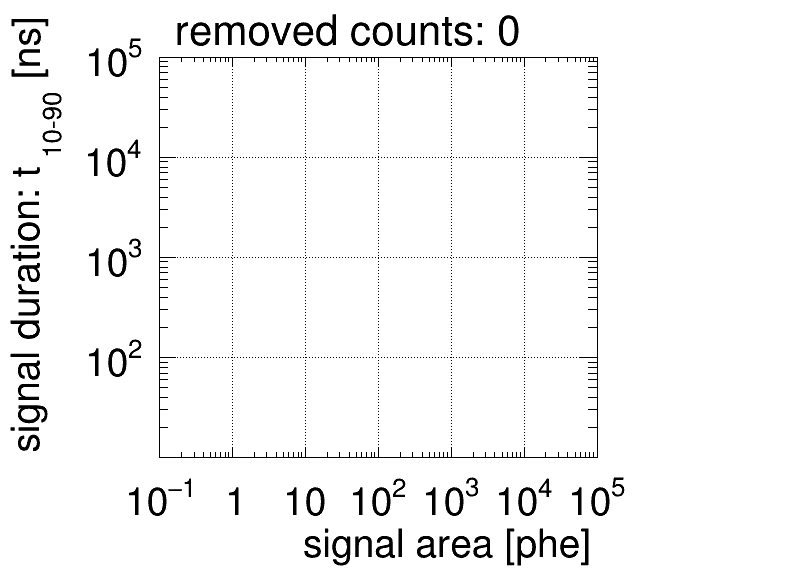 removed counts: 0
signal duration: t 10-90 [ns]
10^5
10^4
10^3
10^2
10^−1 1 10 10^2 10^3 10^4 10^5
signal area [phe]